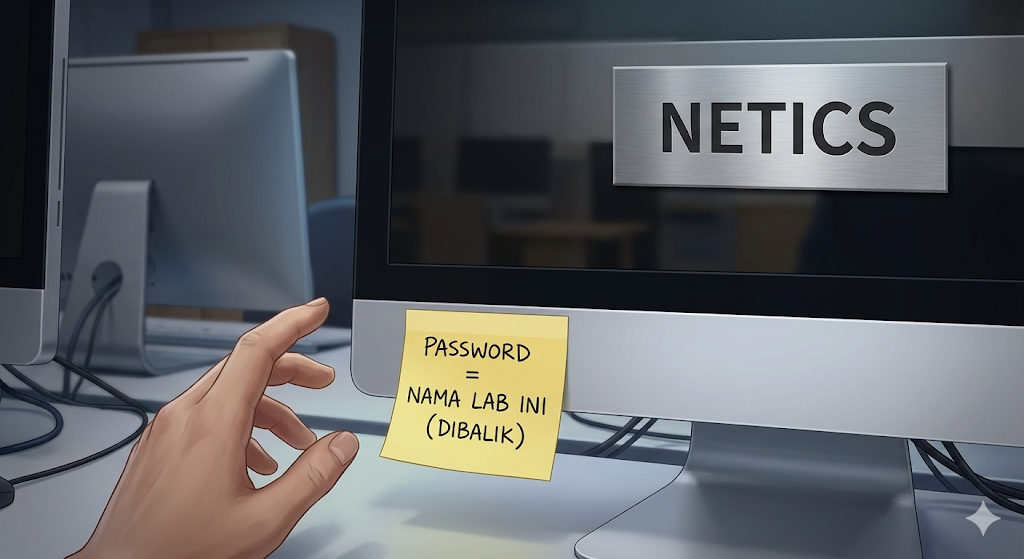 NETICS
PASSWORD
=
NAMA LAB INI
(DIBALIK)